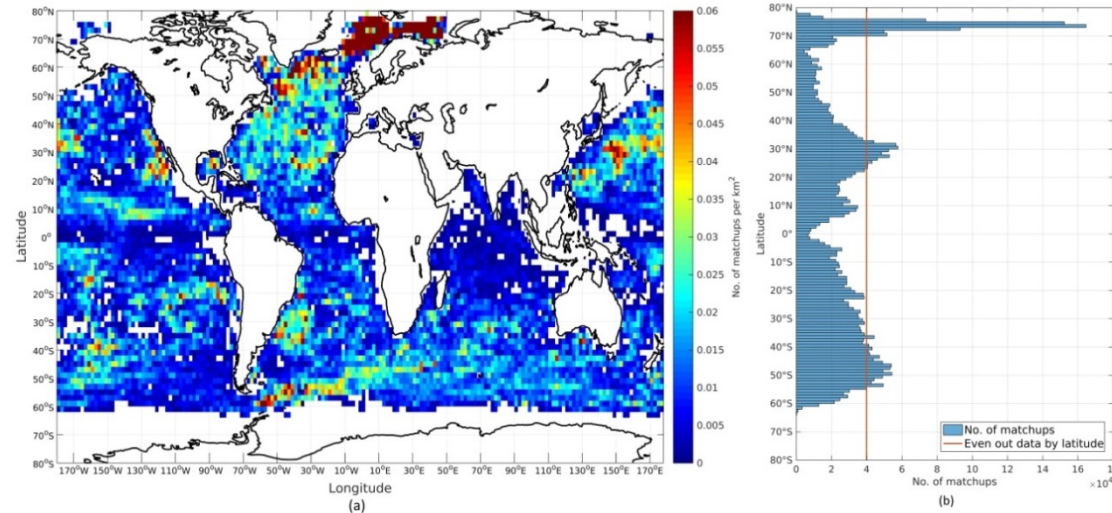 80°N
70°N
60°N
50°N
40°N
30°N
20°N
10°N
0°
10°S
20°S
30°S
40°S
50°S
60°S
70°S
80°S
Latitude
170°W 150°W 130°W 110°W 90°W 70°W 50°W 30°W 10°W 10°E 30°E 50°E 70°E 90°E 110°E 130°E 150°E 170°E
Longitude
(a)
0.06
0.055
0.05
0.045
0.04
0.035
0.03
0.025
0.02
0.015
0.01
0.005
0
No. of matchups per km²
80°N
70°N
60°N
50°N
40°N
30°N
20°N
10°N
0°
10°S
20°S
30°S
40°S
50°S
60°S
70°S
80°S
Latitude
No. of matchups
Even out data by latitude
0 2 4 6 8 10 12 14 16 18
×10⁴
No. of matchups
(b)